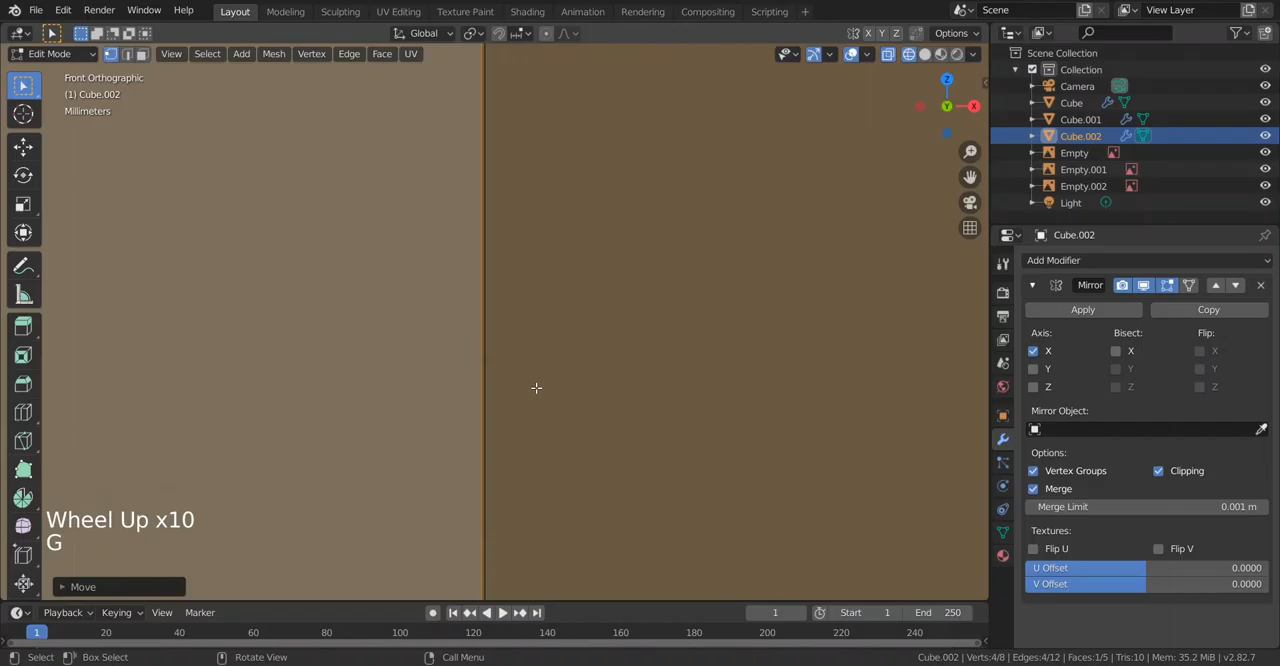 File Edit Render Window Help Layout Modeling Sculpting UV Editing Texture Paint Shading Animation Rendering Compositing Scripting + Scene View Layer
Global X Y Z Options
Edit Mode View Select Add Mesh Vertex Edge Face UV
Front Orthographic
(1) Cube.002
Millimeters
Z
Y
X
Scene Collection
Collection
Camera
Cube
Cube.001
Cube.002
Empty
Empty.001
Empty.002
Light
Cube.002
Add Modifier
Mirror
Apply Copy
Axis: Bisect: Flip:
X X X
Y Y Y
Z Z Z
Mirror Object:
Options:
Vertex Groups Clipping
Merge
Merge Limit 0.001 m
Textures:
Flip U Flip V
U Offset 0.0000
V Offset 0.0000
Wheel Up x10
G
Move
Playback Keying View Marker 1 Start 1 End 250
1 20 40 60 80 100 120 140 160 180 200 220 240
Select Box Select Rotate View Call Menu Cube.002 | Verts:4/8 | Edges:4/12 | Faces:1/5 | Tris:10 | Mem: 35.2 MiB | v2.82.7